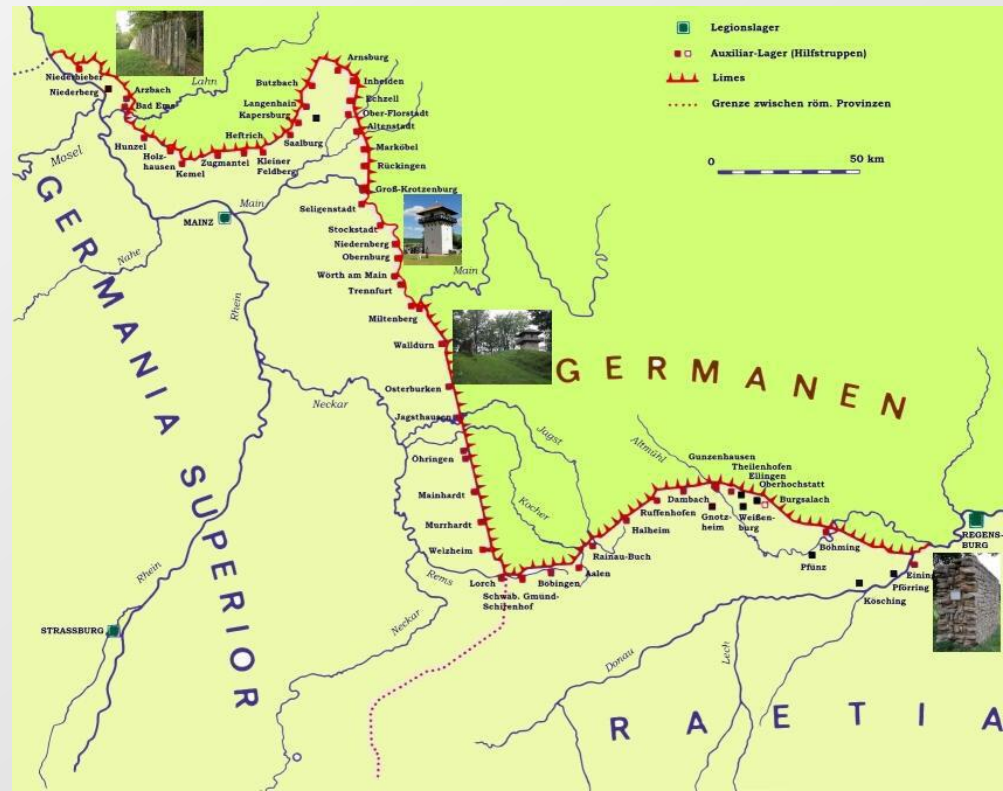 Legionslager
Auxiliar-Lager (Hilfstruppen)
Limes
Grenze zwischen röm. Provinzen
0 50 km
Niederbieber
Niederberg
Arzbach
Bad Ems
Lahn
Hunzel
Holz-
hausen
Kemel
Zugmantel
Heftrich
Kleiner
Feldberg
Saalburg
Kapersburg
Langenhain
Butzbach
Arnsburg
Inheiden
Echzell
Ober-Florstadt
Altenstadt
Marköbel
Rückingen
Groß-Krotzenburg
Seligenstadt
Stockstadt
Niedernberg
Obernburg
Wörth am Main
Trennfurt
Miltenberg
Walldürn
Osterburken
Jagsthausen
Öhringen
Mainhardt
Murrhardt
Welzheim
Lorch
Schwab. Gmünd-
Schirenhof
Böbingen
Aalen
Rainau-Buch
Halheim
Ruffenhofen
Dambach
Gnotz-
heim
Gunzenhausen
Theilenhofen
Ellingen
Oberhochstatt
Burgsalach
Weißen-
burg
Böhming
Pfünz
Kösching
Pförring
Eining
REGENS-
BURG
MAINZ
STRASSBURG
Mosel
Nahe
Main
Main
Rhein
Rhein
Neckar
Neckar
Rems
Kocher
Jagst
Altmühl
Donau
Lech
GERMANIA SUPERIOR
GERMANEN
RAETIA